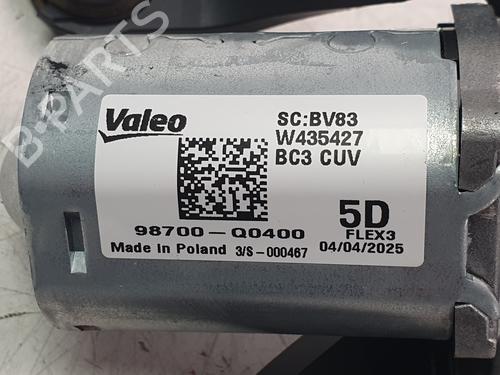 B-PARTS
Valeo
SC:BV83
W435427
BC3 CUV
98700-Q0400
5D
FLEX3
Made in Poland 3/S-000467
04/04/2025